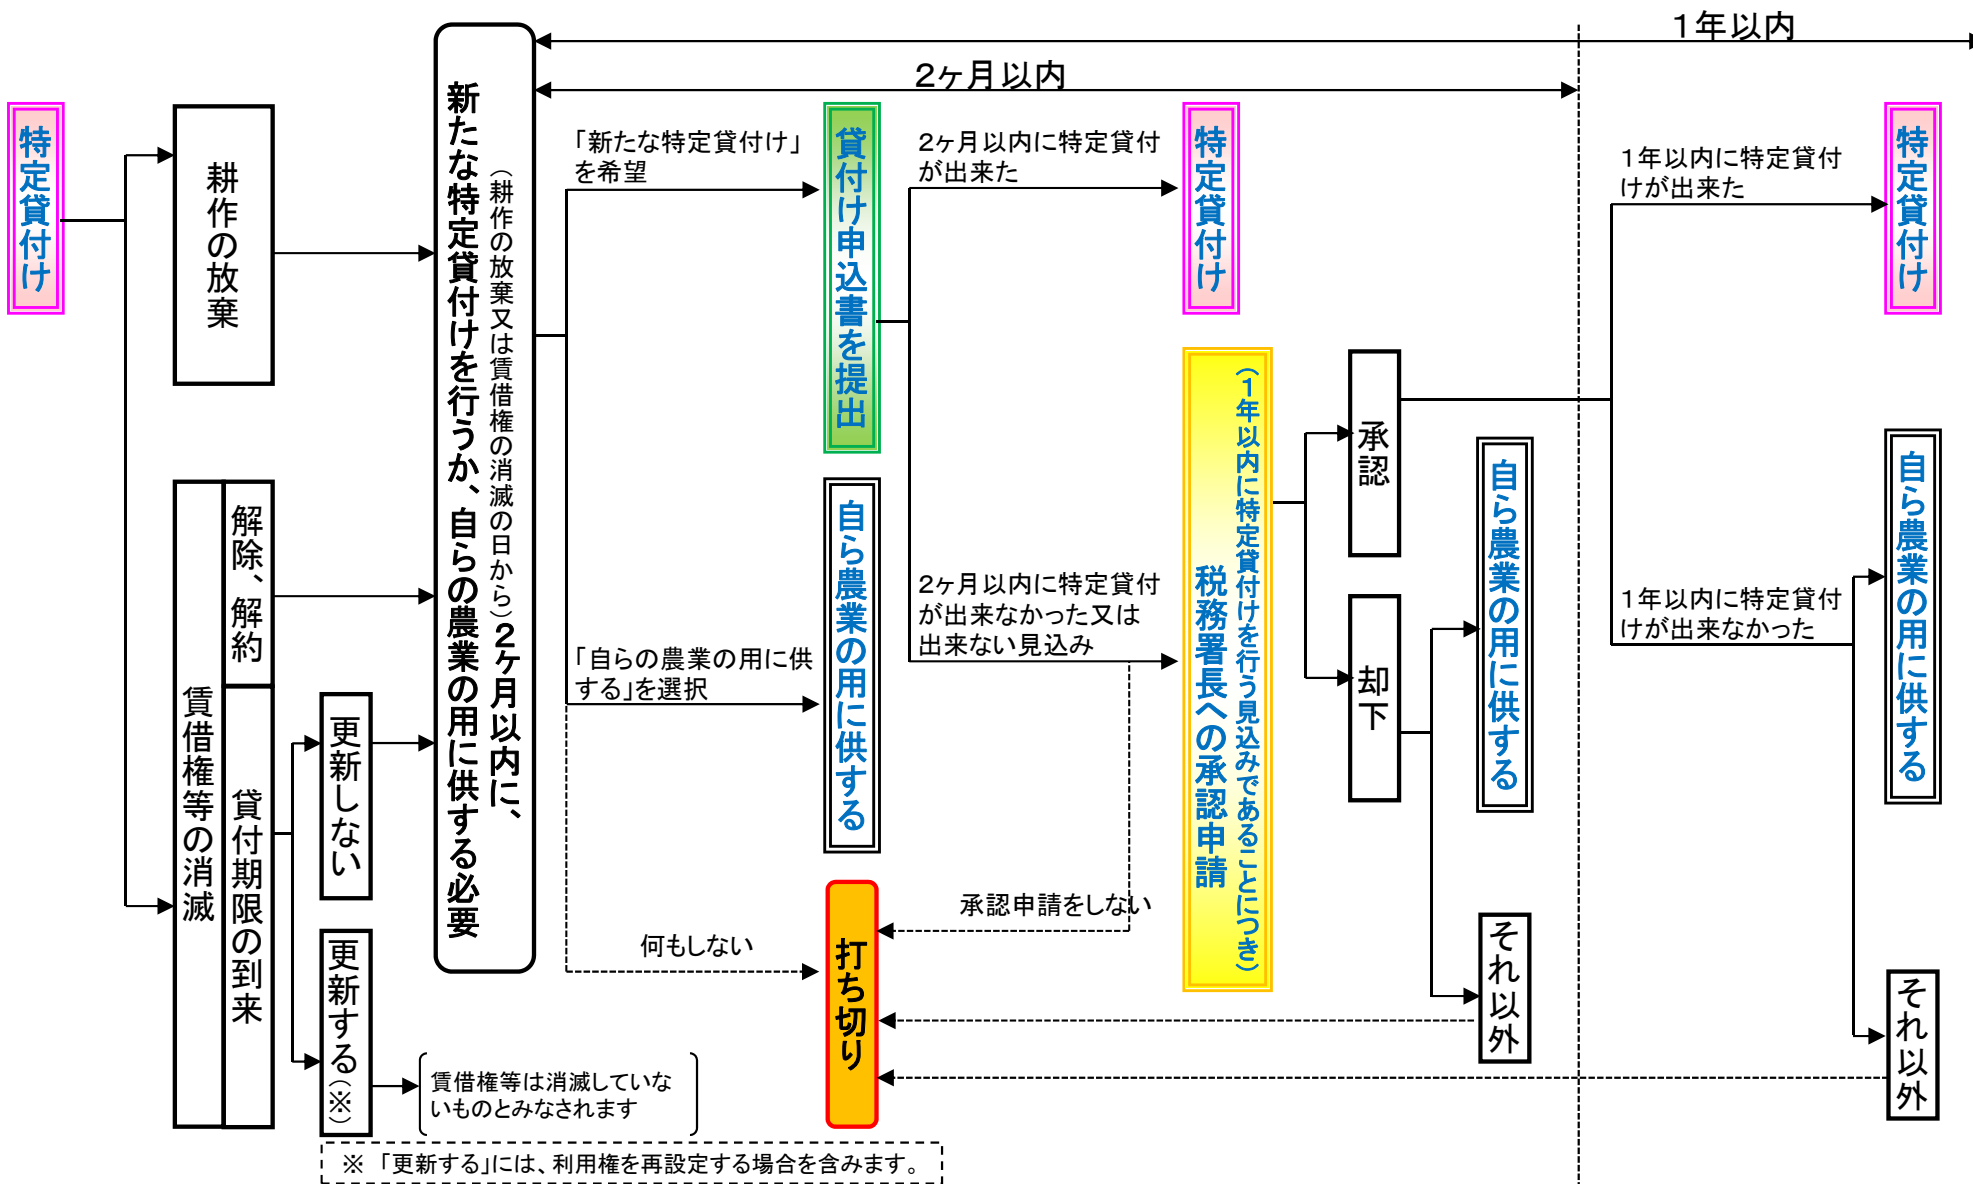 1年以内
2ヶ月以内
特定貸付け
耕作の放棄
賃借権等の消滅
解除、解約
貸付期限の到来
更新しない
更新する(※)
賃借権等は消滅していな
いものとみなされます
※ 「更新する」には、利用権を再設定する場合を含みます。
(耕作の放棄又は賃借権の消滅の日から)2ヶ月以内に、
新たな特定貸付けを行うか、自らの農業の用に供する必要
「新たな特定貸付け」
を希望
「自らの農業の用に供
する」を選択
何もしない
貸付け申込書を提出
自ら農業の用に供する
打ち切り
2ヶ月以内に特定貸付
が出来た
2ヶ月以内に特定貸付
が出来なかった又は
出来ない見込み
承認申請をしない
特定貸付け
(1年以内に特定貸付けを行う見込みであることにつき)
税務署長への承認申請
承認
却下
自ら農業の用に供する
それ以外
1年以内に特定貸付
けが出来た
1年以内に特定貸付
けが出来なかった
特定貸付け
自ら農業の用に供する
それ以外